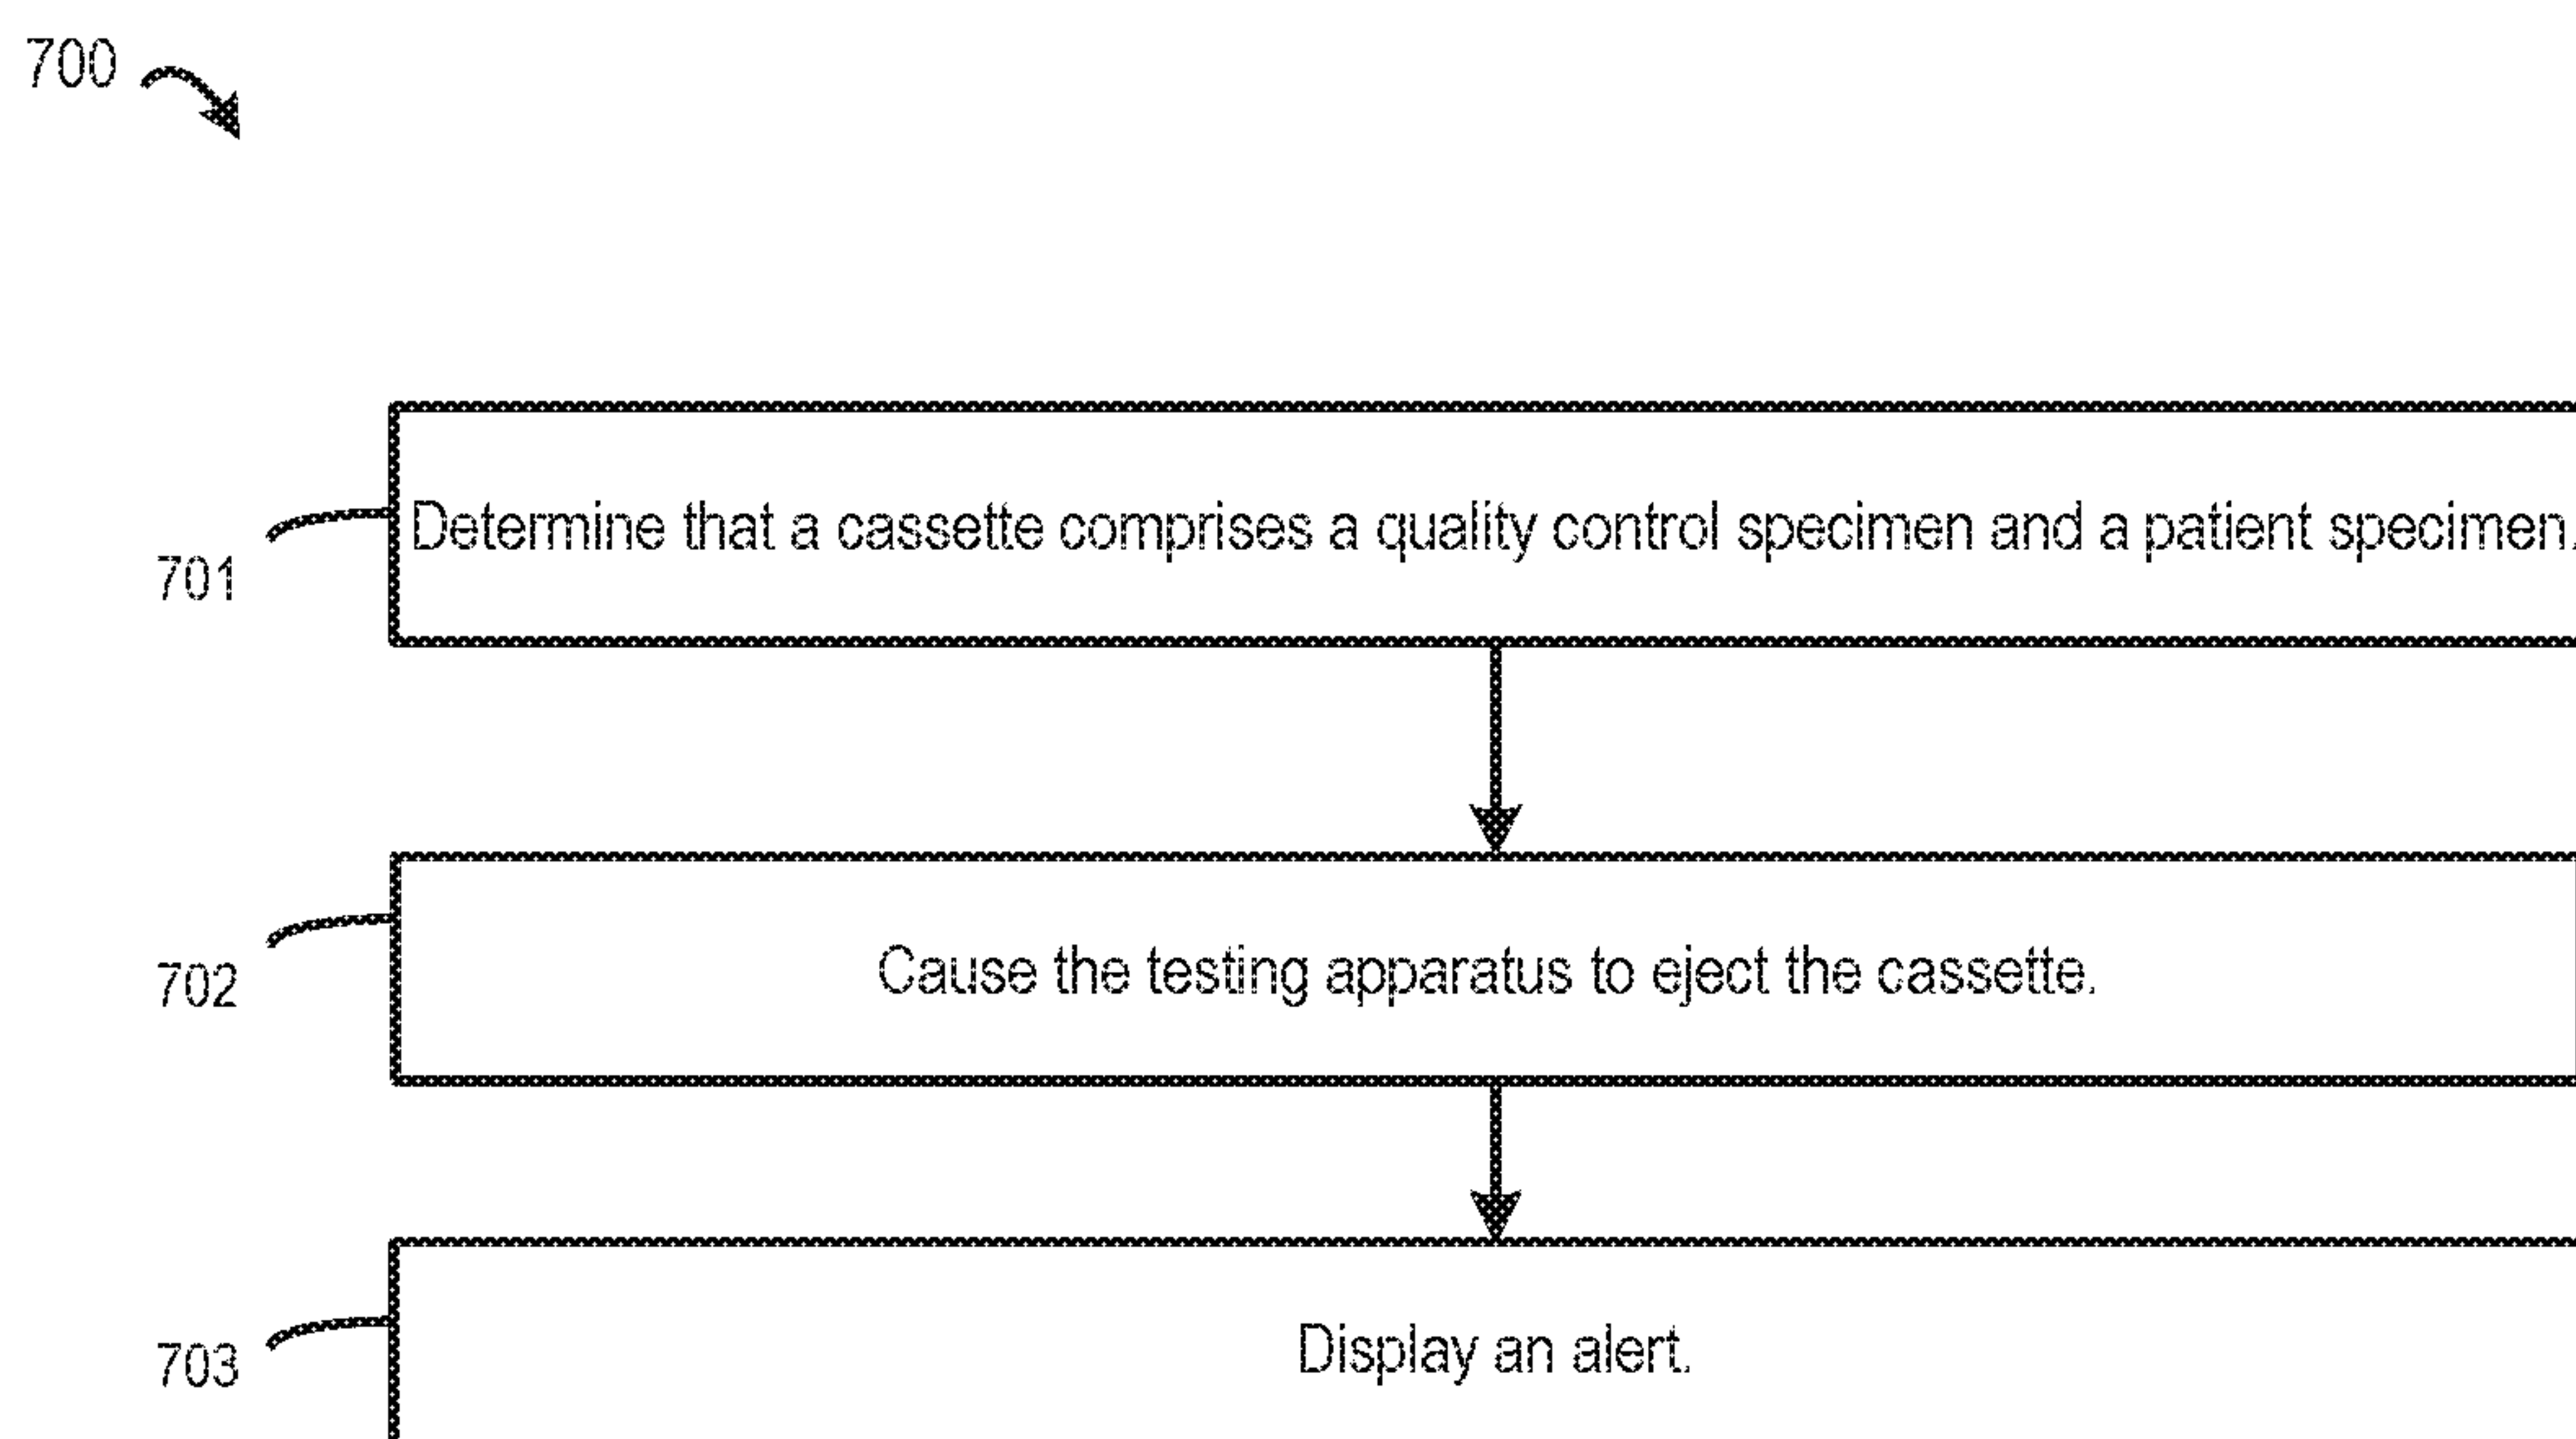 700
Determine that a cassette comprises a quality control specimen and a patient specimen.
701
Cause the testing apparatus to eject the cassette.
702
Display an alert.
703